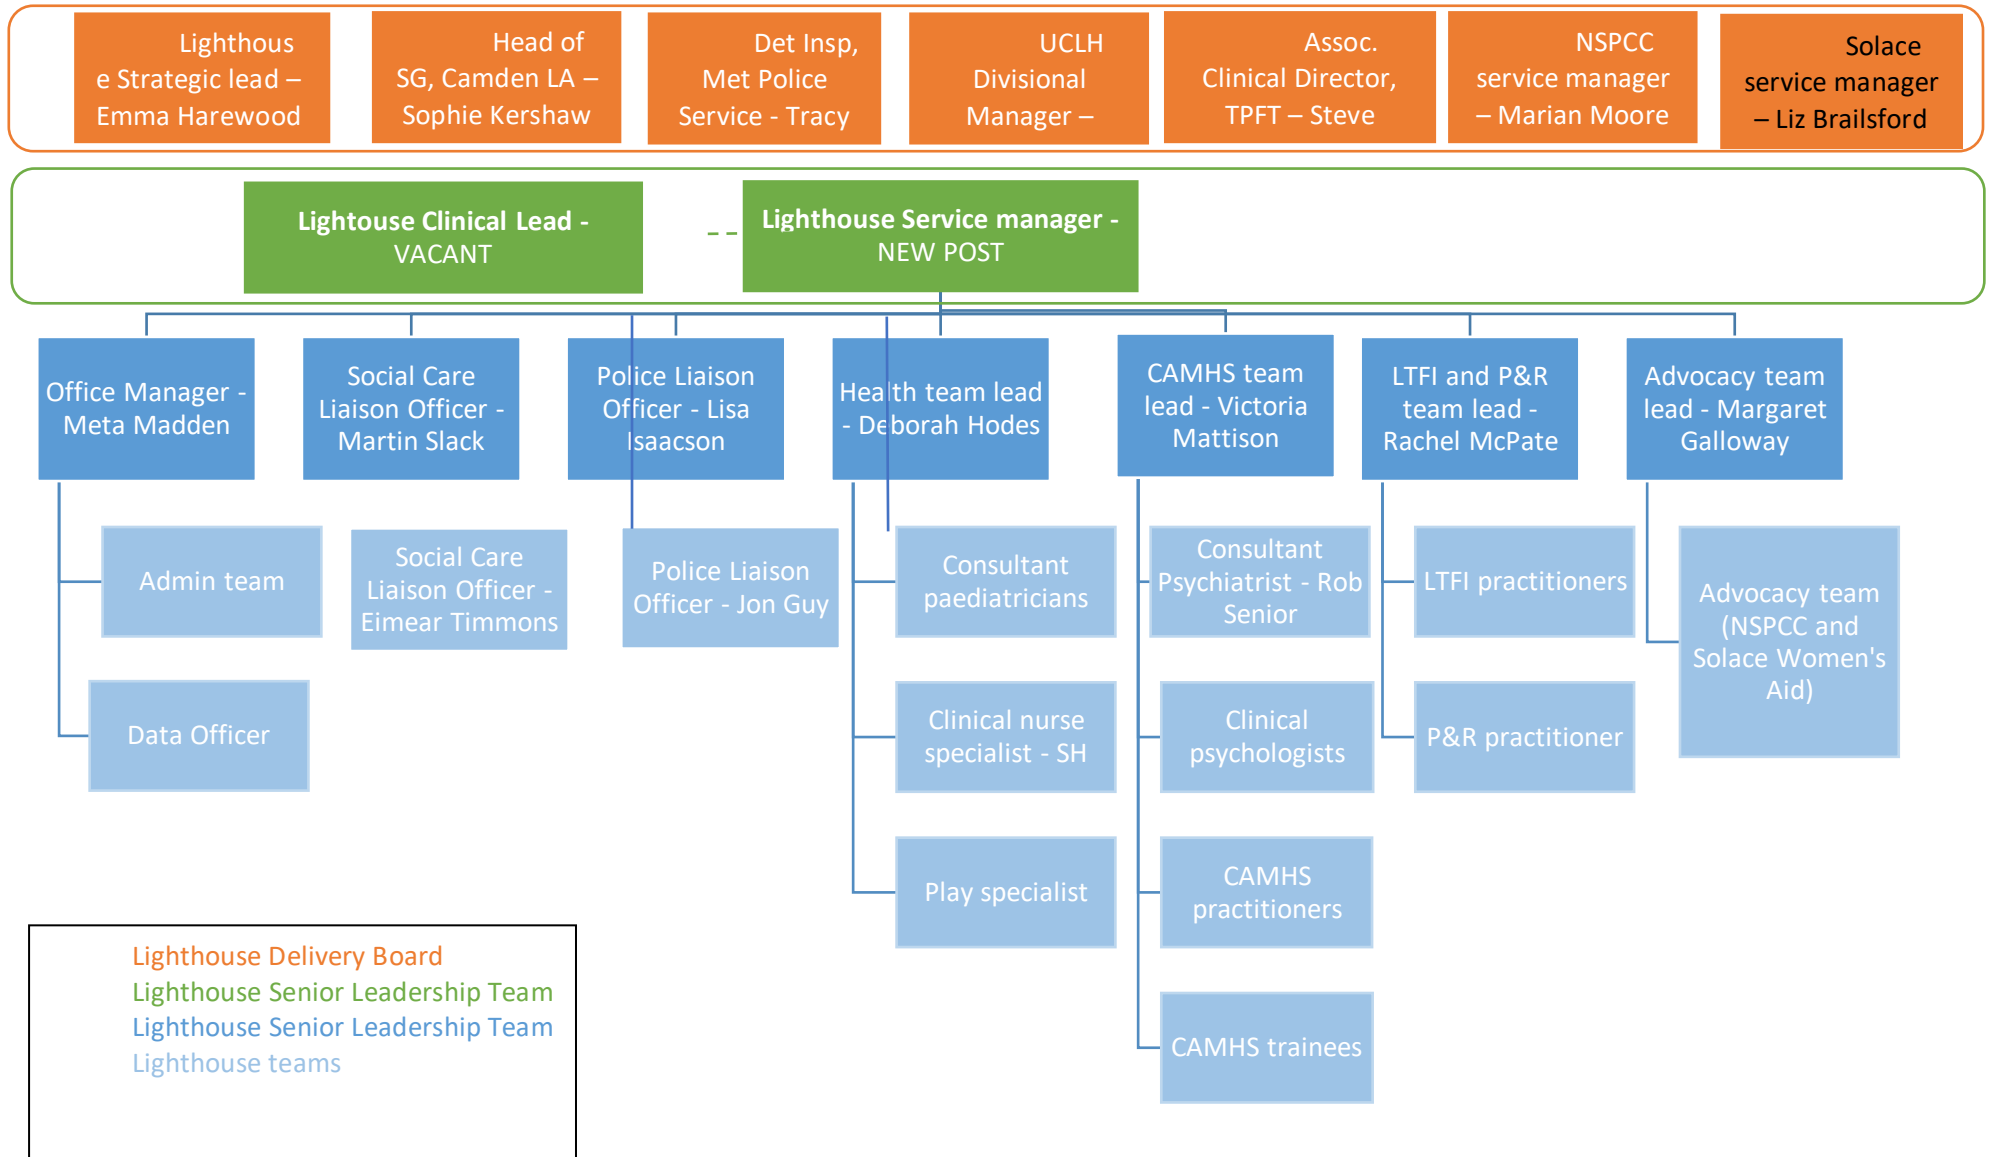 Lighthous
e Strategic lead –
Emma Harewood
Head of
SG, Camden LA –
Sophie Kershaw
Det Insp,
Met Police
Service - Tracy
UCLH
Divisional
Manager –
Assoc.
Clinical Director,
TPFT – Steve
NSPCC
service manager
– Marian Moore
Solace
service manager
– Liz Brailsford
Lightouse Clinical Lead -
VACANT
Lighthouse Service manager -
NEW POST
Office Manager -
Meta Madden
Social Care
Liaison Officer -
Martin Slack
Police Liaison
Officer - Lisa
Isaacson
Health team lead
- Deborah Hodes
CAMHS team
lead - Victoria
Mattison
LTFI and P&R
team lead -
Rachel McPate
Advocacy team
lead - Margaret
Galloway
Admin team
Social Care
Liaison Officer -
Eimear Timmons
Police Liaison
Officer - Jon Guy
Consultant
paediatricians
Consultant
Psychiatrist - Rob
Senior
LTFI practitioners
Advocacy team
(NSPCC and
Solace Women's
Aid)
Data Officer
Clinical nurse
specialist - SH
Clinical
psychologists
P&R practitioner
Play specialist
CAMHS
practitioners
CAMHS trainees
Lighthouse Delivery Board
Lighthouse Senior Leadership Team
Lighthouse Senior Leadership Team
Lighthouse teams